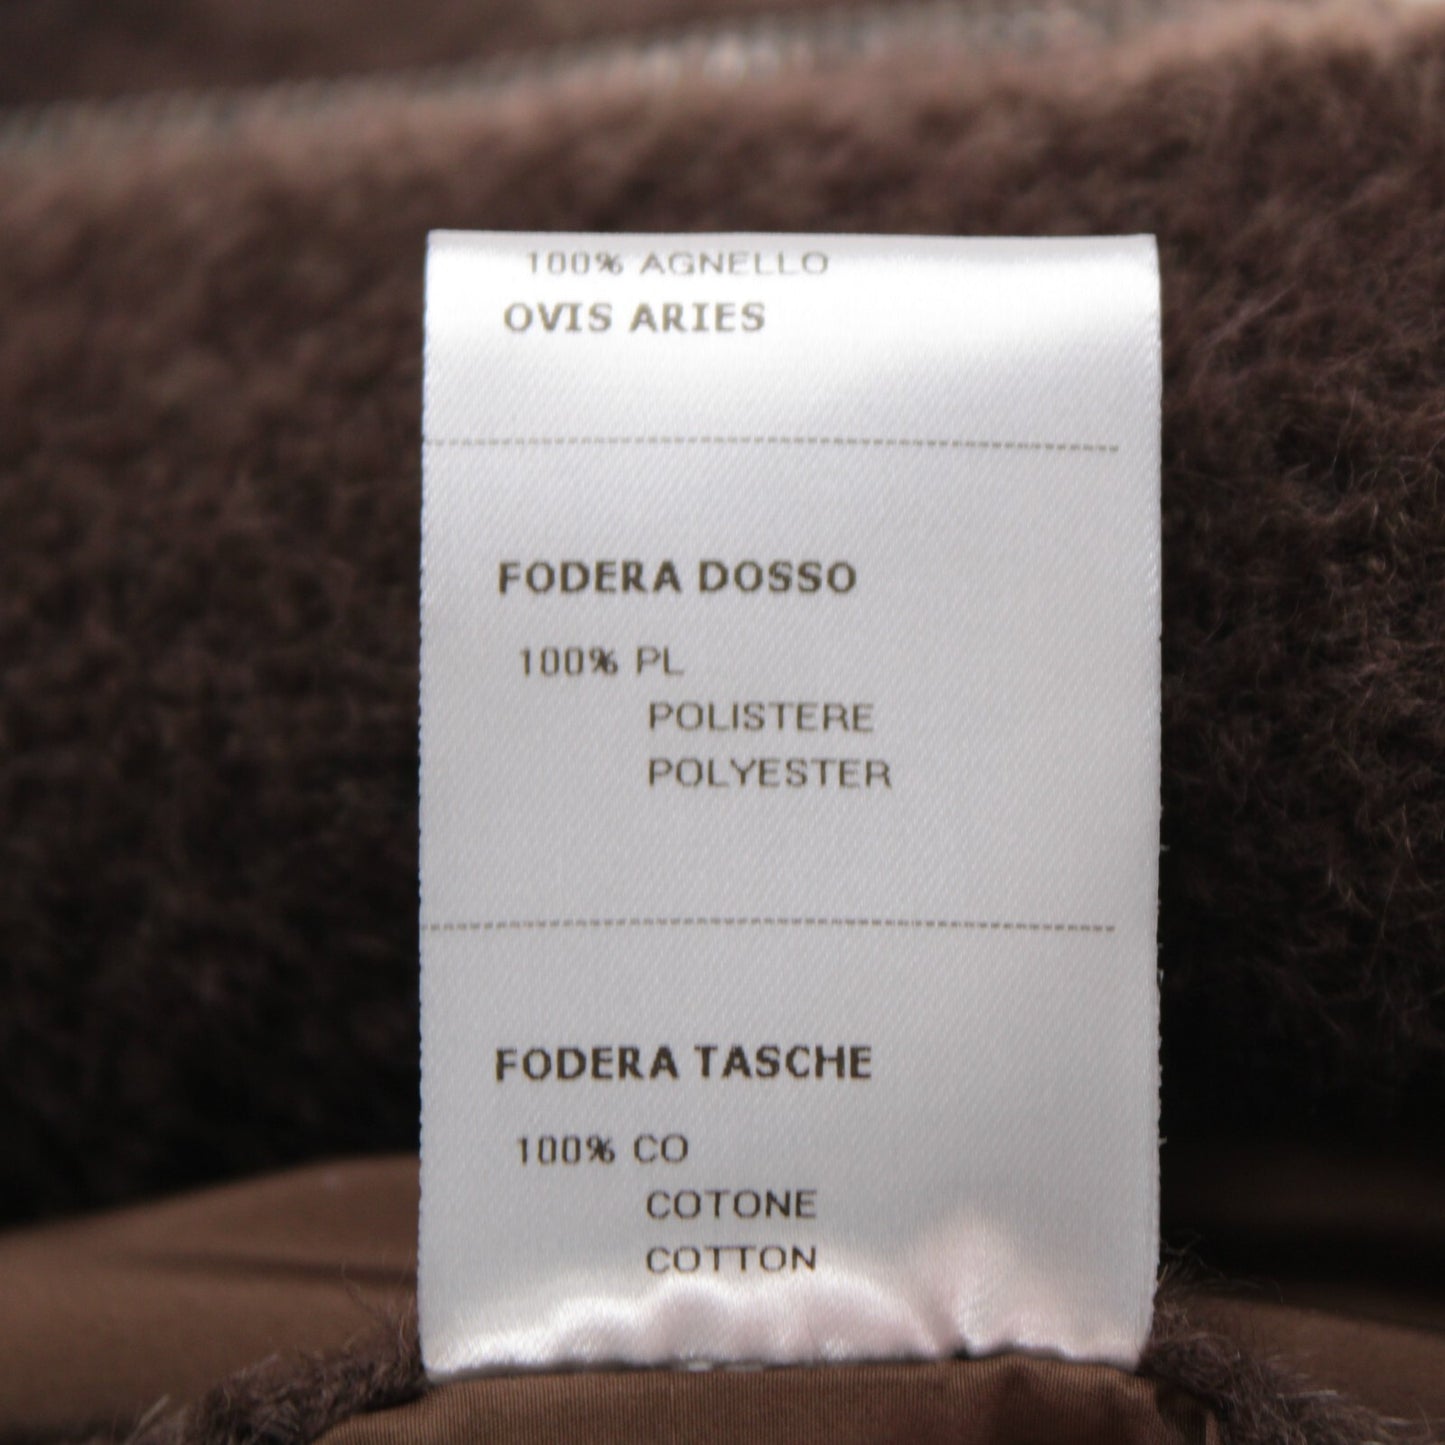 100% AGNELLO
OVIS ARIES
FODERA DOSSO
100% PL
POLISTERE
POLYESTER
FODERA TASCHE
100% CO
COTONE
COTTON